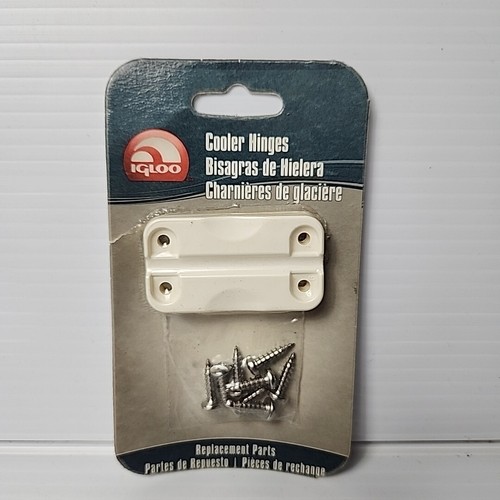 IGLOO
Cooler Hinges
Bisagras de Hielera
Charnières de glacière
Replacement Parts
Partes de Repuesto | Pièces de rechange